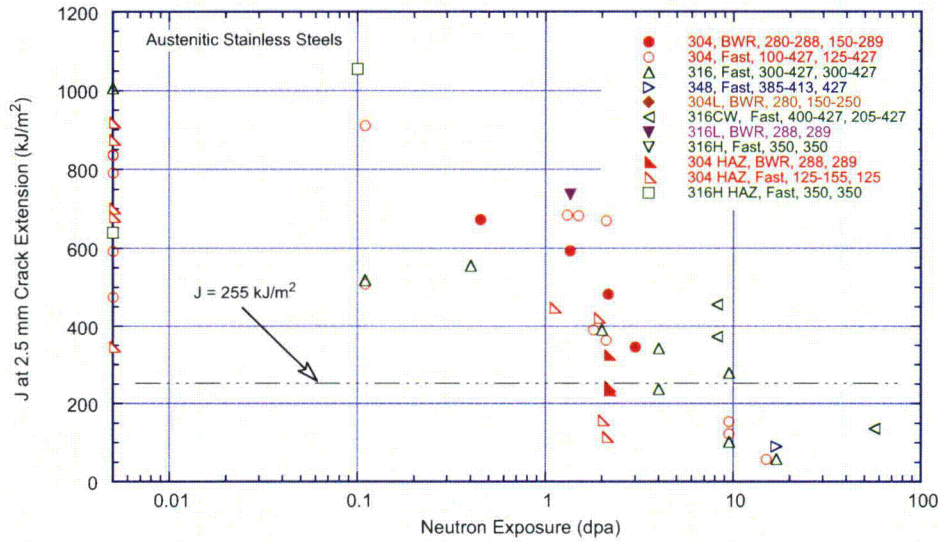 Austenitic Stainless Steels
304, BWR, 280-288, 150-289
304, Fast, 100-427, 125-427
316, Fast, 300-427, 300-427
348, Fast, 385-413, 427
304L, BWR, 280, 150-250
316CW, Fast, 400-427, 205-427
316L, BWR, 288, 289
316H, Fast, 350, 350
304 HAZ, BWR, 288, 289
304 HAZ, Fast, 125-155, 125
316H HAZ, Fast, 350, 350
J = 255 kJ/m²
J at 2.5 mm Crack Extension (kJ/m²)
1200
1000
800
600
400
200
0
0.01
0.1
1
10
100
Neutron Exposure (dpa)